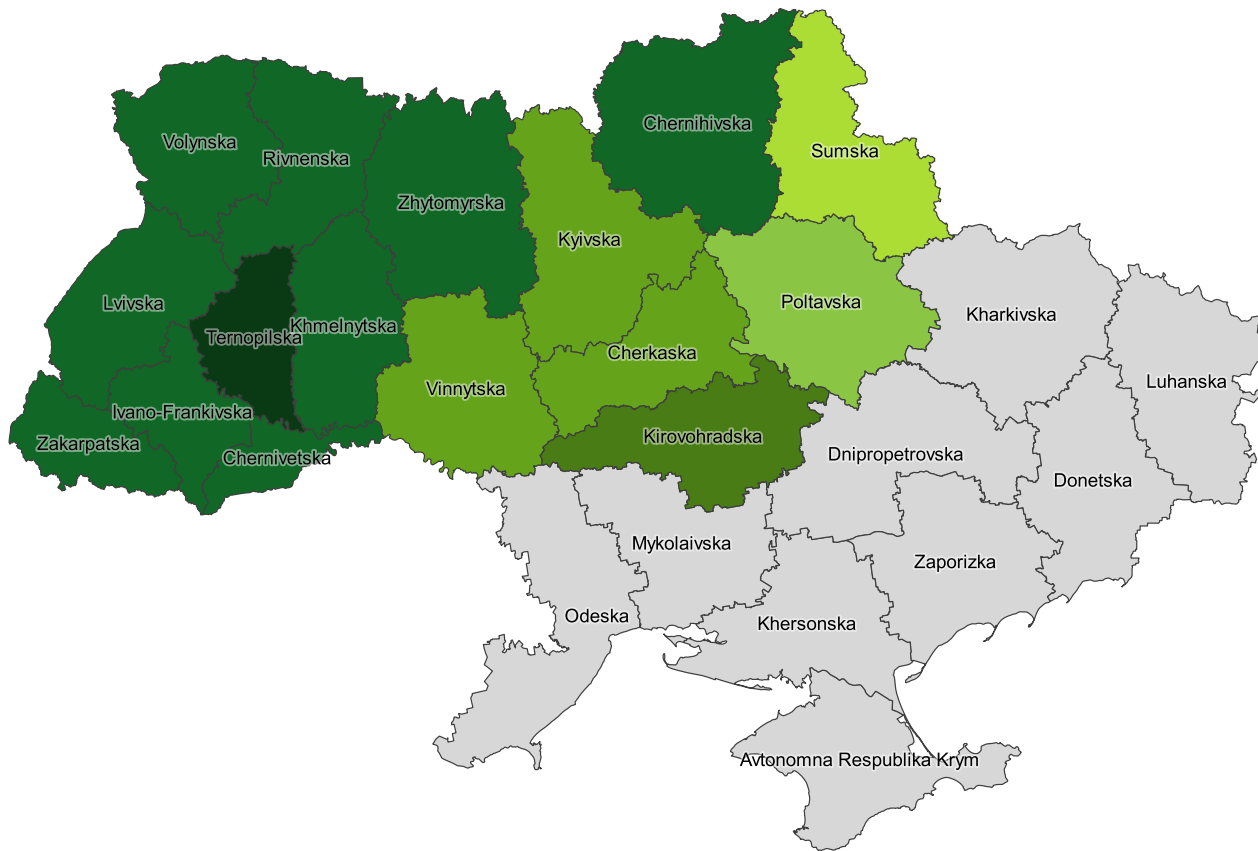 Chernihivska
Volynska
Rivnenska
Sumska
Zhytomyrska
Kyivska
Lvivska
Poltavska
Kharkivska
Khmelnytska
Ternopilska
Cherkaska
Luhanska
Vinnytska
Ivano-Frankivska
Kirovohradska
Zakarpatska
Chernivetska
Dnipropetrovska
Donetska
Mykolaivska
Zaporizka
Odeska
Khersonska
Avtonomna Respublika Krym